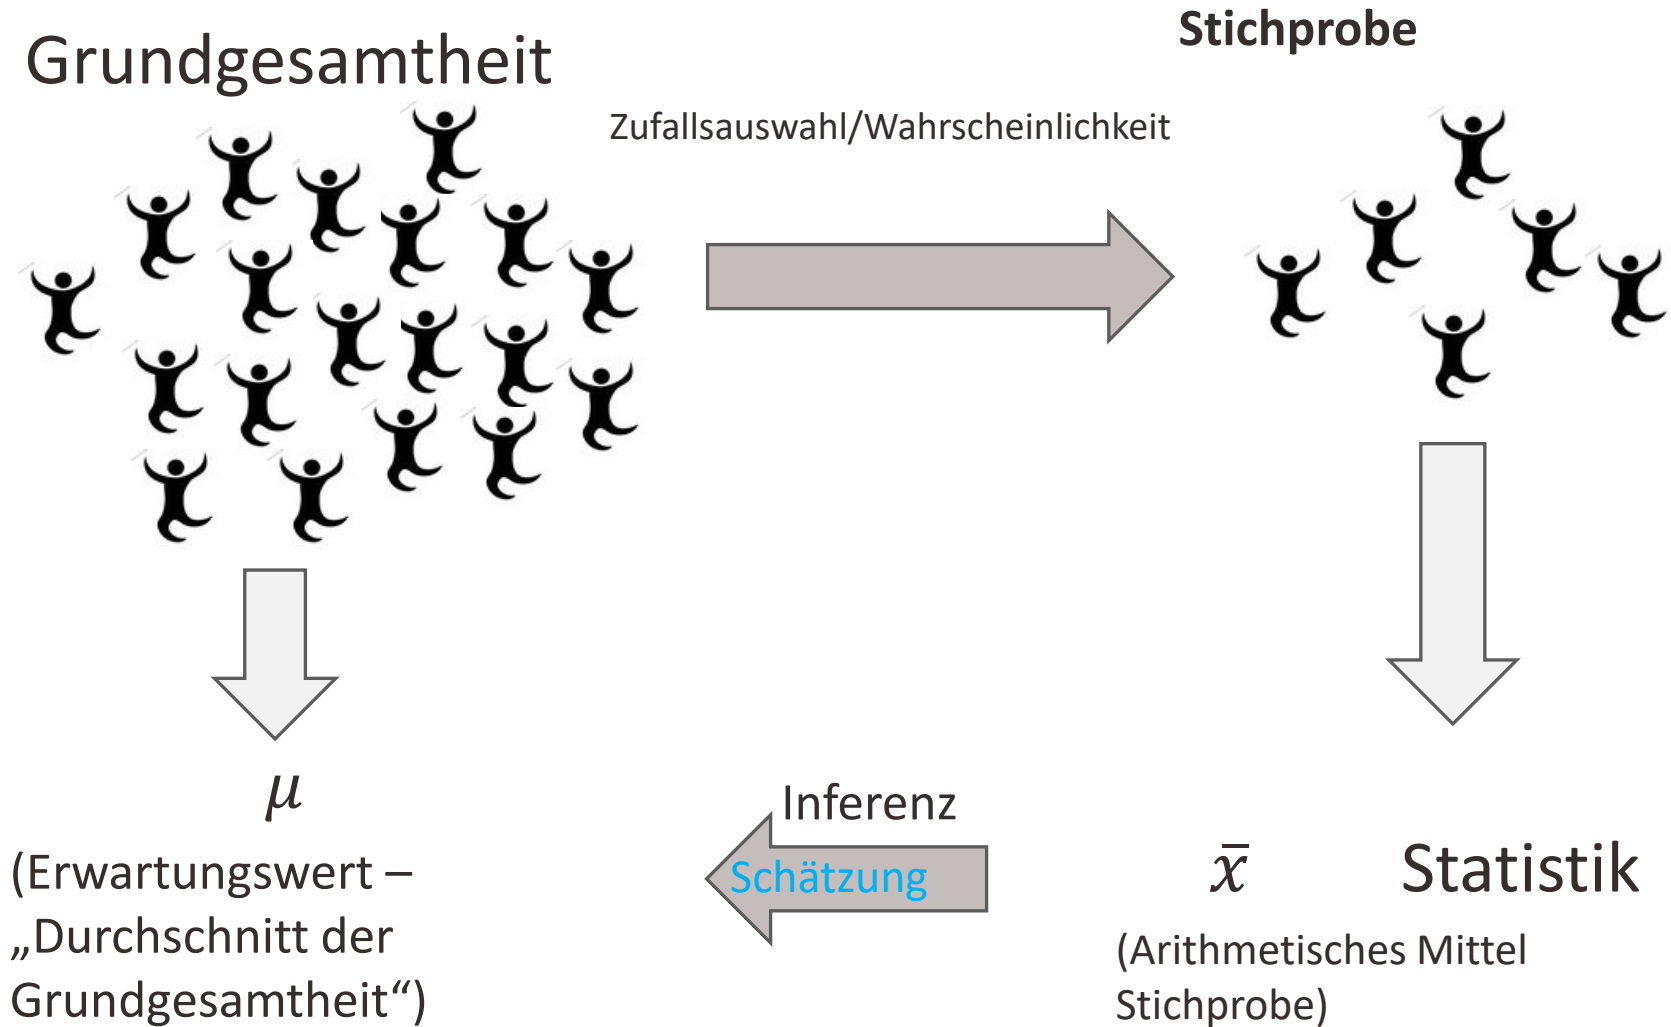 Grundgesamtheit
Stichprobe
Zufallsauswahl/Wahrscheinlichkeit
μ
(Erwartungswert –
„Durchschnitt der
Grundgesamtheit“)
Inferenz
Schätzung
x̄
Statistik
(Arithmetisches Mittel
Stichprobe)